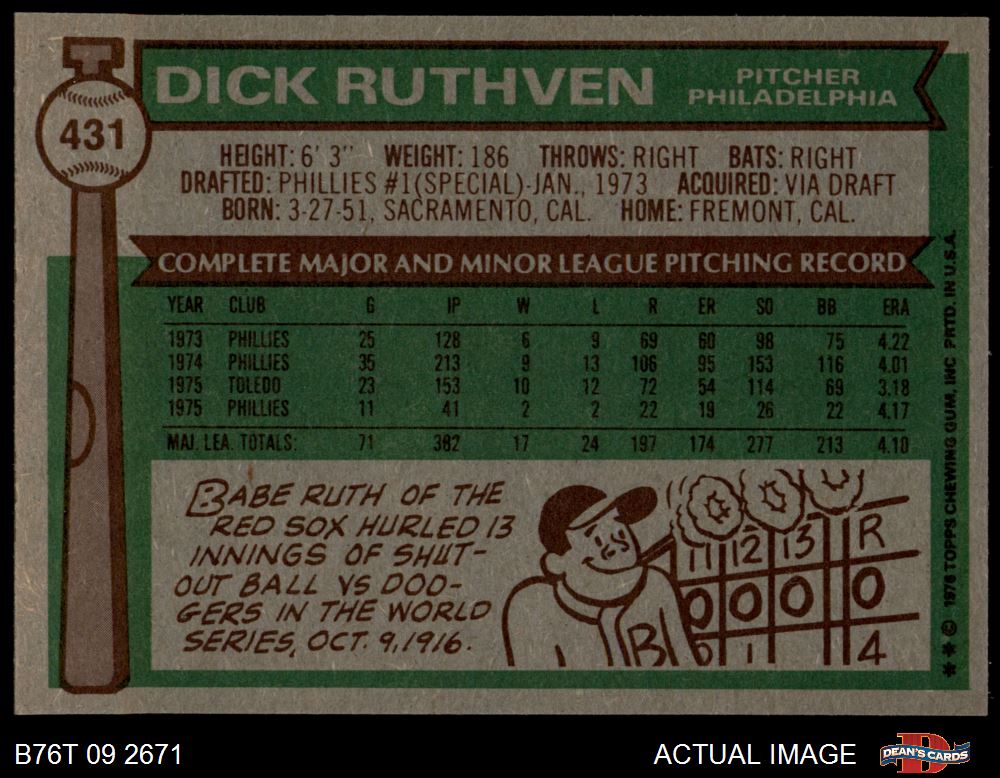 431
DICK RUTHVEN
PITCHER
PHILADELPHIA
HEIGHT: 6' 3" WEIGHT: 186 THROWS: RIGHT BATS: RIGHT
DRAFTED: PHILLIES #1(SPECIAL)-JAN., 1973 ACQUIRED: VIA DRAFT
BORN: 3-27-51, SACRAMENTO, CAL. HOME: FREMONT, CAL.
COMPLETE MAJOR AND MINOR LEAGUE PITCHING RECORD
YEAR CLUB G IP W L R ER SO BB ERA
1973 PHILLIES 25 128 6 9 69 60 98 75 4.22
1974 PHILLIES 35 213 9 13 106 95 153 116 4.01
1975 TOLEDO 23 153 10 12 72 54 114 69 3.18
1975 PHILLIES 11 41 2 2 22 19 26 22 4.17
MAJ. LEA. TOTALS: 71 382 17 24 197 174 277 213 4.10
BABE RUTH OF THE
RED SOX HURLED 13
INNINGS OF SHUT-
OUT BALL VS DOD-
GERS IN THE WORLD
SERIES, OCT. 9, 1916.
B
11 12 13 R
0 0 0 0
0 1 4
* * © 1976 TOPPS CHEWING GUM, INC PRTD. IN U.S.A.
B76T 09 2671
ACTUAL IMAGE
D
DEAN'S CARDS